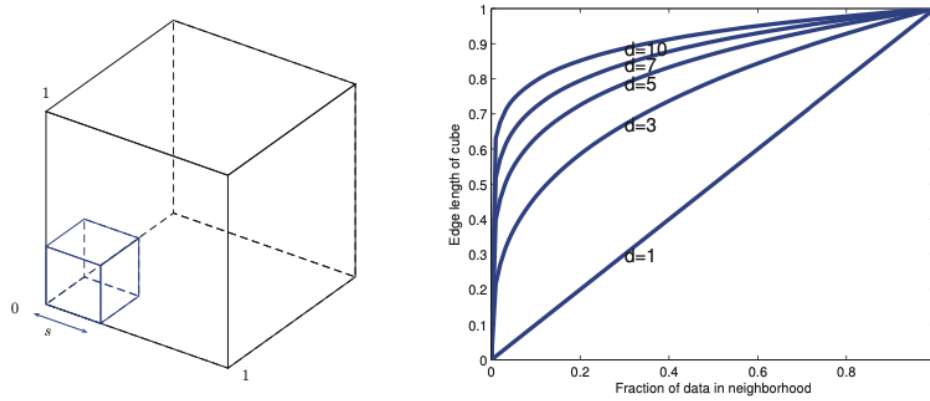 1
0
s
1
1
0.9
0.8
0.7
0.6
0.5
0.4
0.3
0.2
0.1
0
Edge length of cube
d=10
d=7
d=5
d=3
d=1
0
0.2
0.4
0.6
0.8
Fraction of data in neighborhood